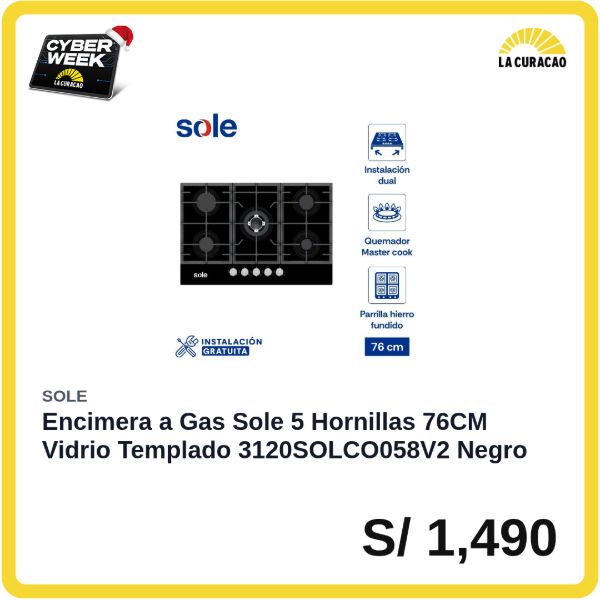 CYBER
WEEK
LA CURACAO
LA CURACAO
sole
Instalación
dual
Quemador
Master cook
Parrilla hierro
fundido
76 cm
sole
INSTALACIÓN
GRATUITA
SOLE
Encimera a Gas Sole 5 Hornillas 76CM
Vidrio Templado 3120SOLCO058V2 Negro
S/ 1,490